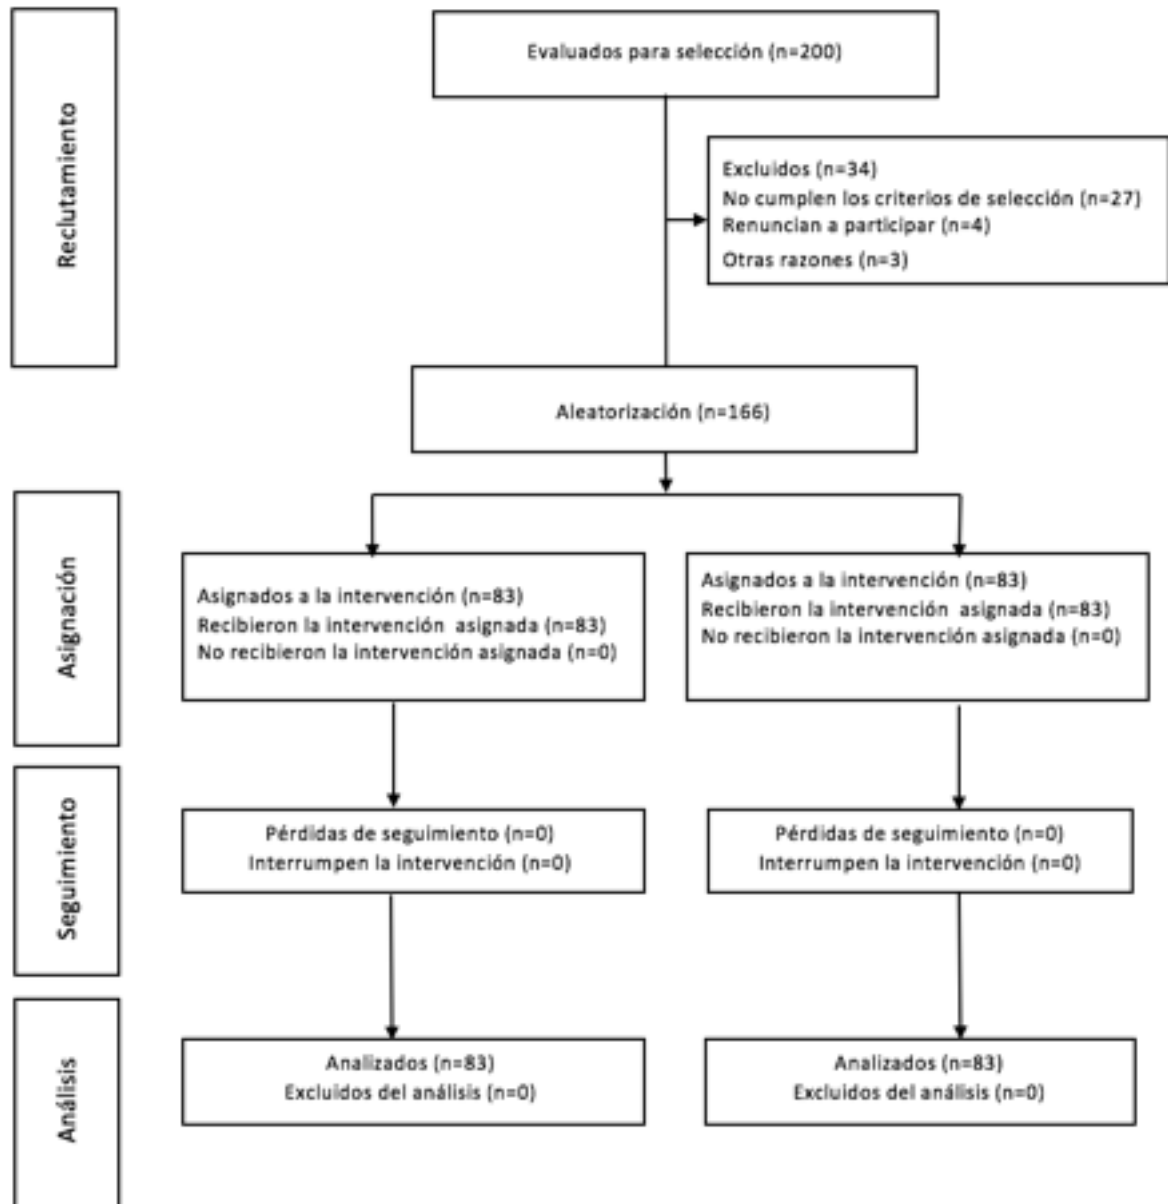 Reclutamiento
Evaluados para selección (n=200)
Excluidos (n=34)
No cumplen los criterios de selección (n=27)
Renuncian a participar (n=4)
Otras razones (n=3)
Aleatorización (n=166)
Asignación
Asignados a la intervención (n=83)
Recibieron la intervención  asignada (n=83)
No recibieron la intervención asignada (n=0)
Asignados a la intervención (n=83)
Recibieron la intervención  asignada (n=83)
No recibieron la intervención asignada (n=0)
Seguimiento
Pérdidas de seguimiento (n=0)
Interrumpen la intervención (n=0)
Pérdidas de seguimiento (n=0)
Interrumpen la intervención (n=0)
Análisis
Analizados (n=83)
Excluidos del análisis (n=0)
Analizados (n=83)
Excluidos del análisis (n=0)